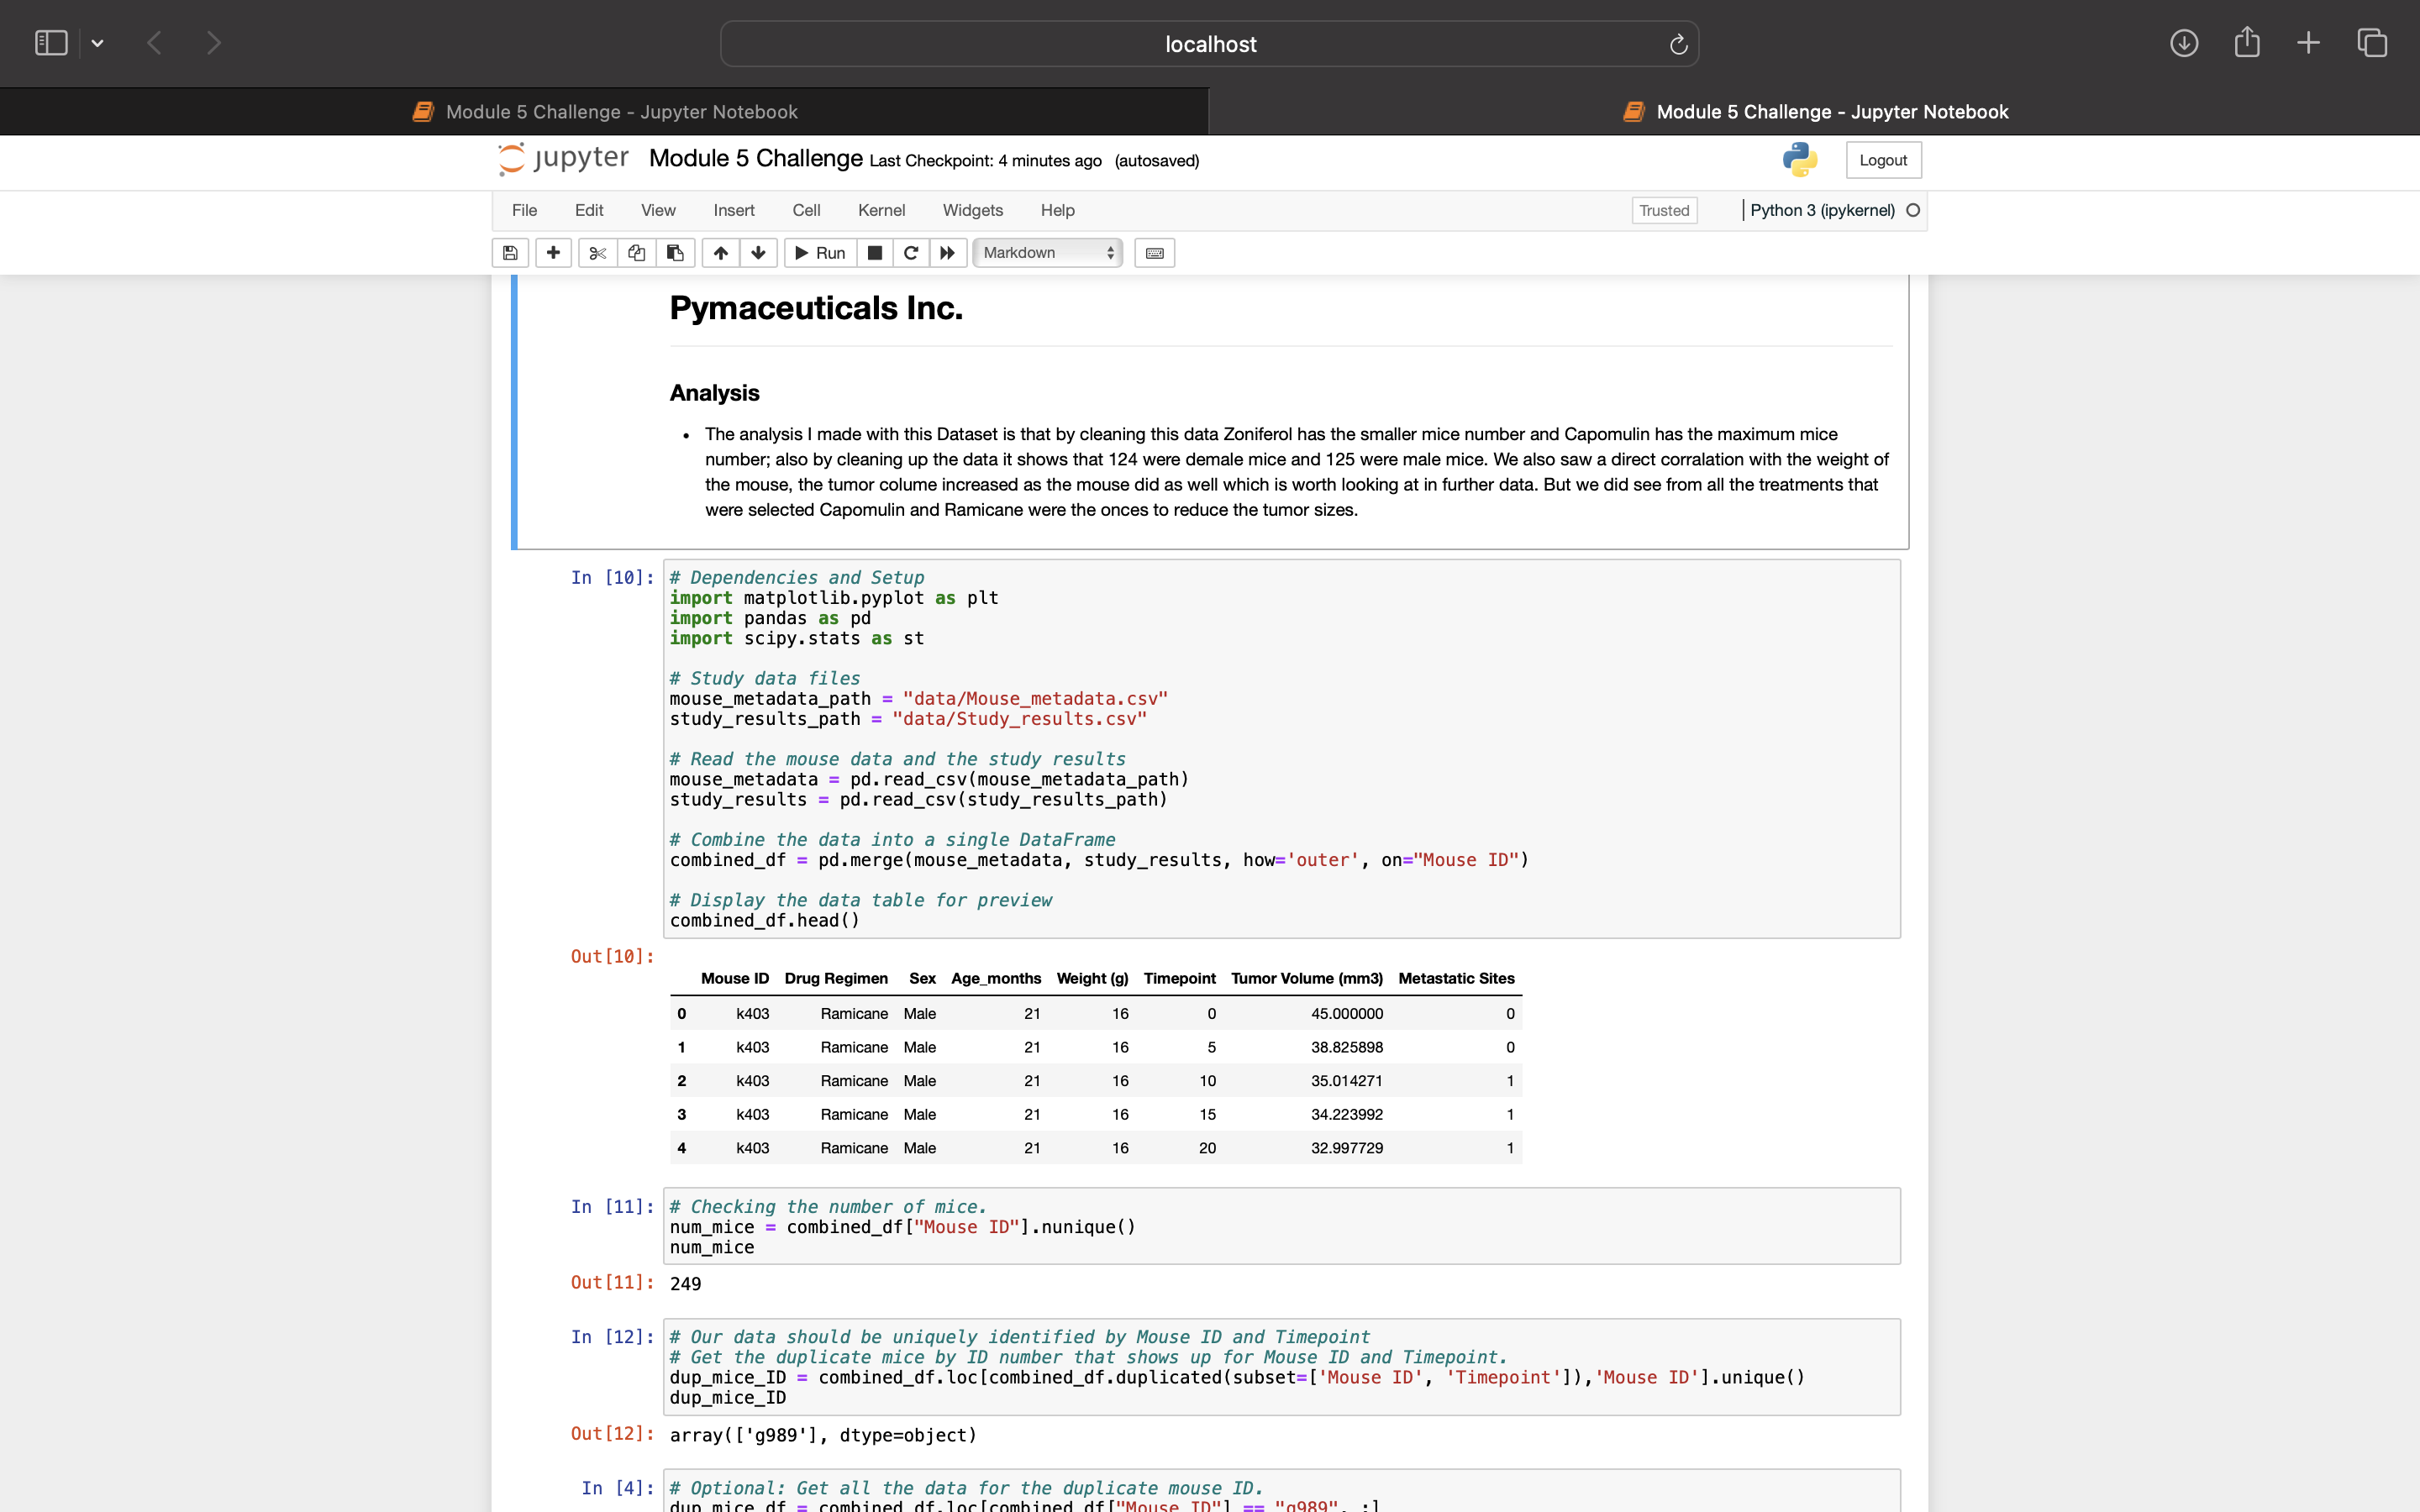 localhost
Module 5 Challenge - Jupyter Notebook
Module 5 Challenge - Jupyter Notebook
jupyter Module 5 Challenge Last Checkpoint: 4 minutes ago (autosaved)
Logout
File Edit View Insert Cell Kernel Widgets Help
Trusted
Python 3 (ipykernel)
Run
Markdown
Pymaceuticals Inc.
Analysis
• The analysis I made with this Dataset is that by cleaning this data Zoniferol has the smaller mice number and Capomulin has the maximum mice
number; also by cleaning up the data it shows that 124 were demale mice and 125 were male mice. We also saw a direct corralation with the weight of
the mouse, the tumor colume increased as the mouse did as well which is worth looking at in further data. But we did see from all the treatments that
were selected Capomulin and Ramicane were the onces to reduce the tumor sizes.
In [10]: # Dependencies and Setup
import matplotlib.pyplot as plt
import pandas as pd
import scipy.stats as st
# Study data files
mouse_metadata_path = "data/Mouse_metadata.csv"
study_results_path = "data/Study_results.csv"
# Read the mouse data and the study results
mouse_metadata = pd.read_csv(mouse_metadata_path)
study_results = pd.read_csv(study_results_path)
# Combine the data into a single DataFrame
combined_df = pd.merge(mouse_metadata, study_results, how='outer', on="Mouse ID")
# Display the data table for preview
combined_df.head()
Out[10]:
Mouse ID Drug Regimen Sex Age_months Weight (g) Timepoint Tumor Volume (mm3) Metastatic Sites
0 k403 Ramicane Male 21 16 0 45.000000 0
1 k403 Ramicane Male 21 16 5 38.825898 0
2 k403 Ramicane Male 21 16 10 35.014271 1
3 k403 Ramicane Male 21 16 15 34.223992 1
4 k403 Ramicane Male 21 16 20 32.997729 1
In [11]: # Checking the number of mice.
num_mice = combined_df["Mouse ID"].nunique()
num_mice
Out[11]: 249
In [12]: # Our data should be uniquely identified by Mouse ID and Timepoint
# Get the duplicate mice by ID number that shows up for Mouse ID and Timepoint.
dup_mice_ID = combined_df.loc[combined_df.duplicated(subset=['Mouse ID', 'Timepoint']),'Mouse ID'].unique()
dup_mice_ID
Out[12]: array(['g989'], dtype=object)
In [4]: # Optional: Get all the data for the duplicate mouse ID.
dup_mice_df = combined_df.loc[combined_df["Mouse ID"] == "g989", :]